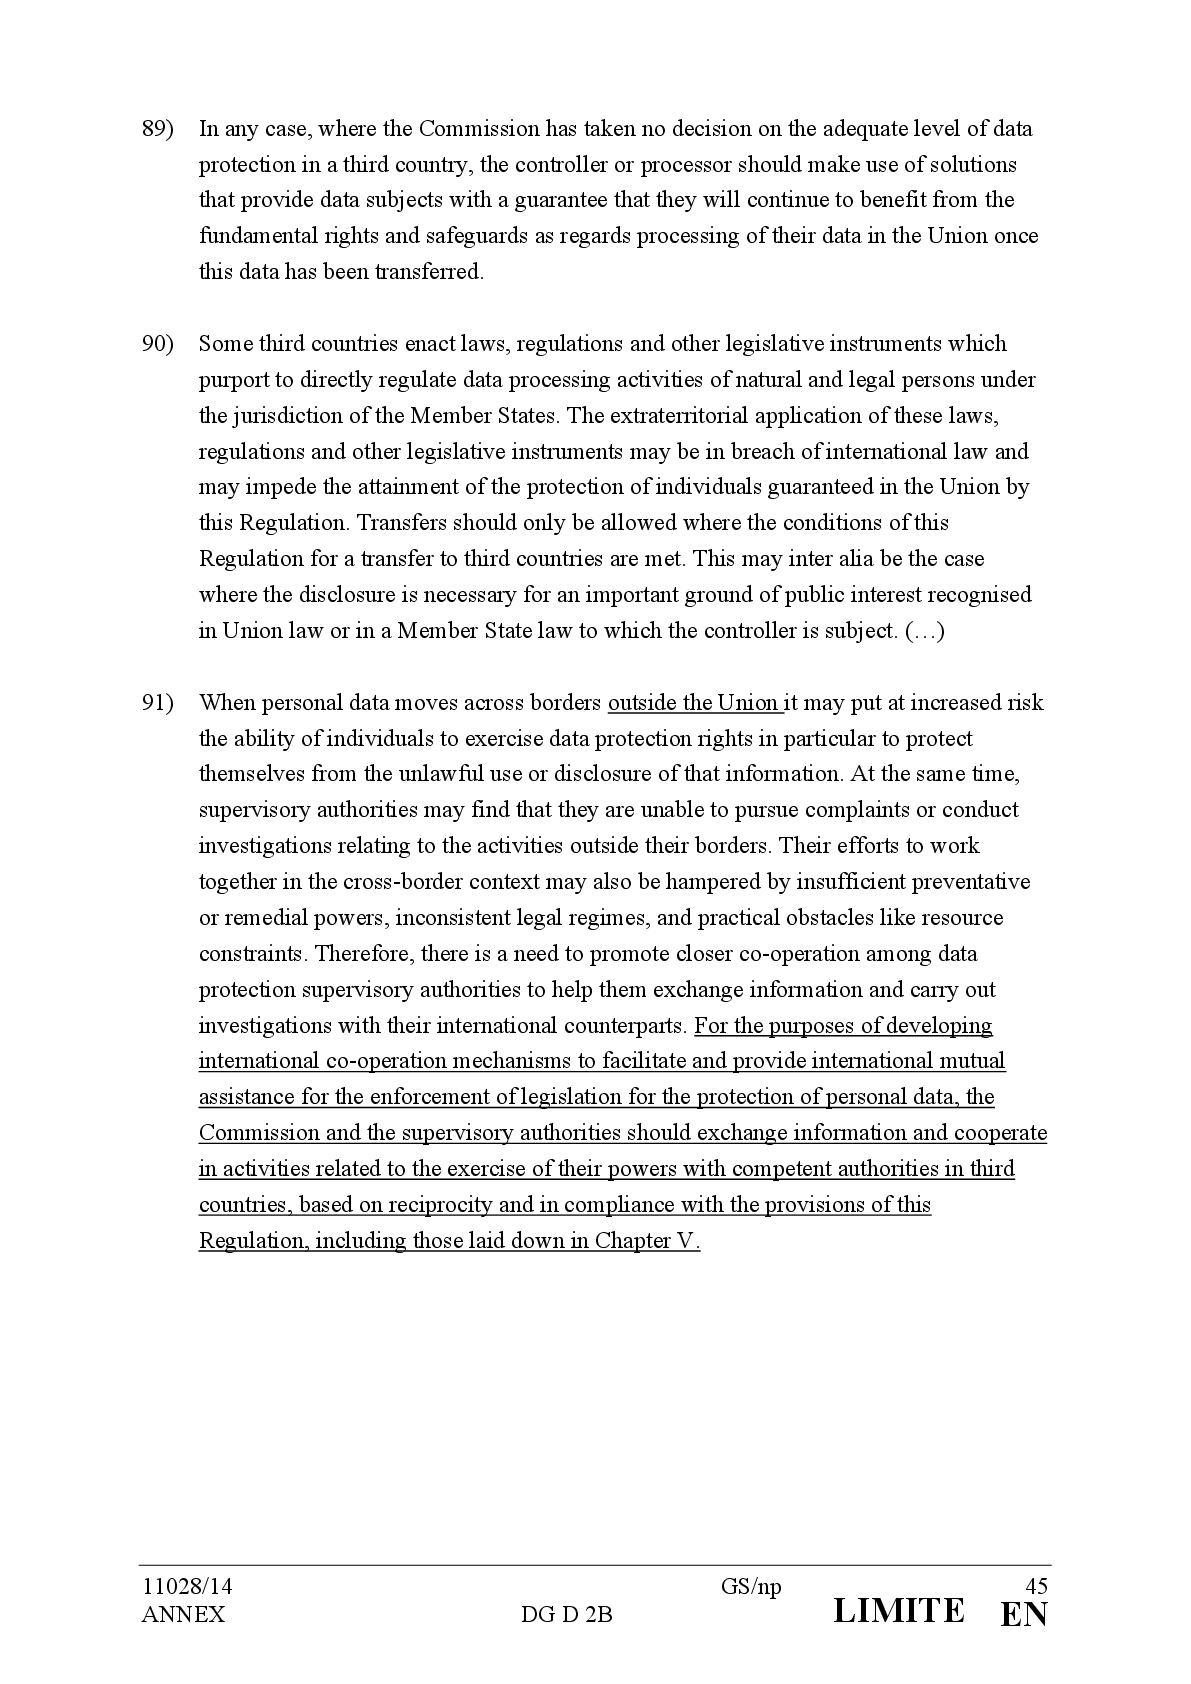 89) In any case, where the Commission has taken no decision on the adequate level of data
protection in a third country, the controller or processor should make use of solutions
that provide data subjects with a guarantee that they will continue to benefit from the
fundamental rights and safeguards as regards processing of their data in the Union once
this data has been transferred.
90) Some third countries enact laws, regulations and other legislative instruments which
purport to directly regulate data processing activities of natural and legal persons under
the jurisdiction of the Member States. The extraterritorial application of these laws,
regulations and other legislative instruments may be in breach of international law and
may impede the attainment of the protection of individuals guaranteed in the Union by
this Regulation. Transfers should only be allowed where the conditions of this
Regulation for a transfer to third countries are met. This may inter alia be the case
where the disclosure is necessary for an important ground of public interest recognised
in Union law or in a Member State law to which the controller is subject. (…)
91) When personal data moves across borders outside the Union it may put at increased risk
the ability of individuals to exercise data protection rights in particular to protect
themselves from the unlawful use or disclosure of that information. At the same time,
supervisory authorities may find that they are unable to pursue complaints or conduct
investigations relating to the activities outside their borders. Their efforts to work
together in the cross-border context may also be hampered by insufficient preventative
or remedial powers, inconsistent legal regimes, and practical obstacles like resource
constraints. Therefore, there is a need to promote closer co-operation among data
protection supervisory authorities to help them exchange information and carry out
investigations with their international counterparts. For the purposes of developing
international co-operation mechanisms to facilitate and provide international mutual
assistance for the enforcement of legislation for the protection of personal data, the
Commission and the supervisory authorities should exchange information and cooperate
in activities related to the exercise of their powers with competent authorities in third
countries, based on reciprocity and in compliance with the provisions of this
Regulation, including those laid down in Chapter V.
11028/14 GS/np 45
ANNEX DG D 2B LIMITE EN